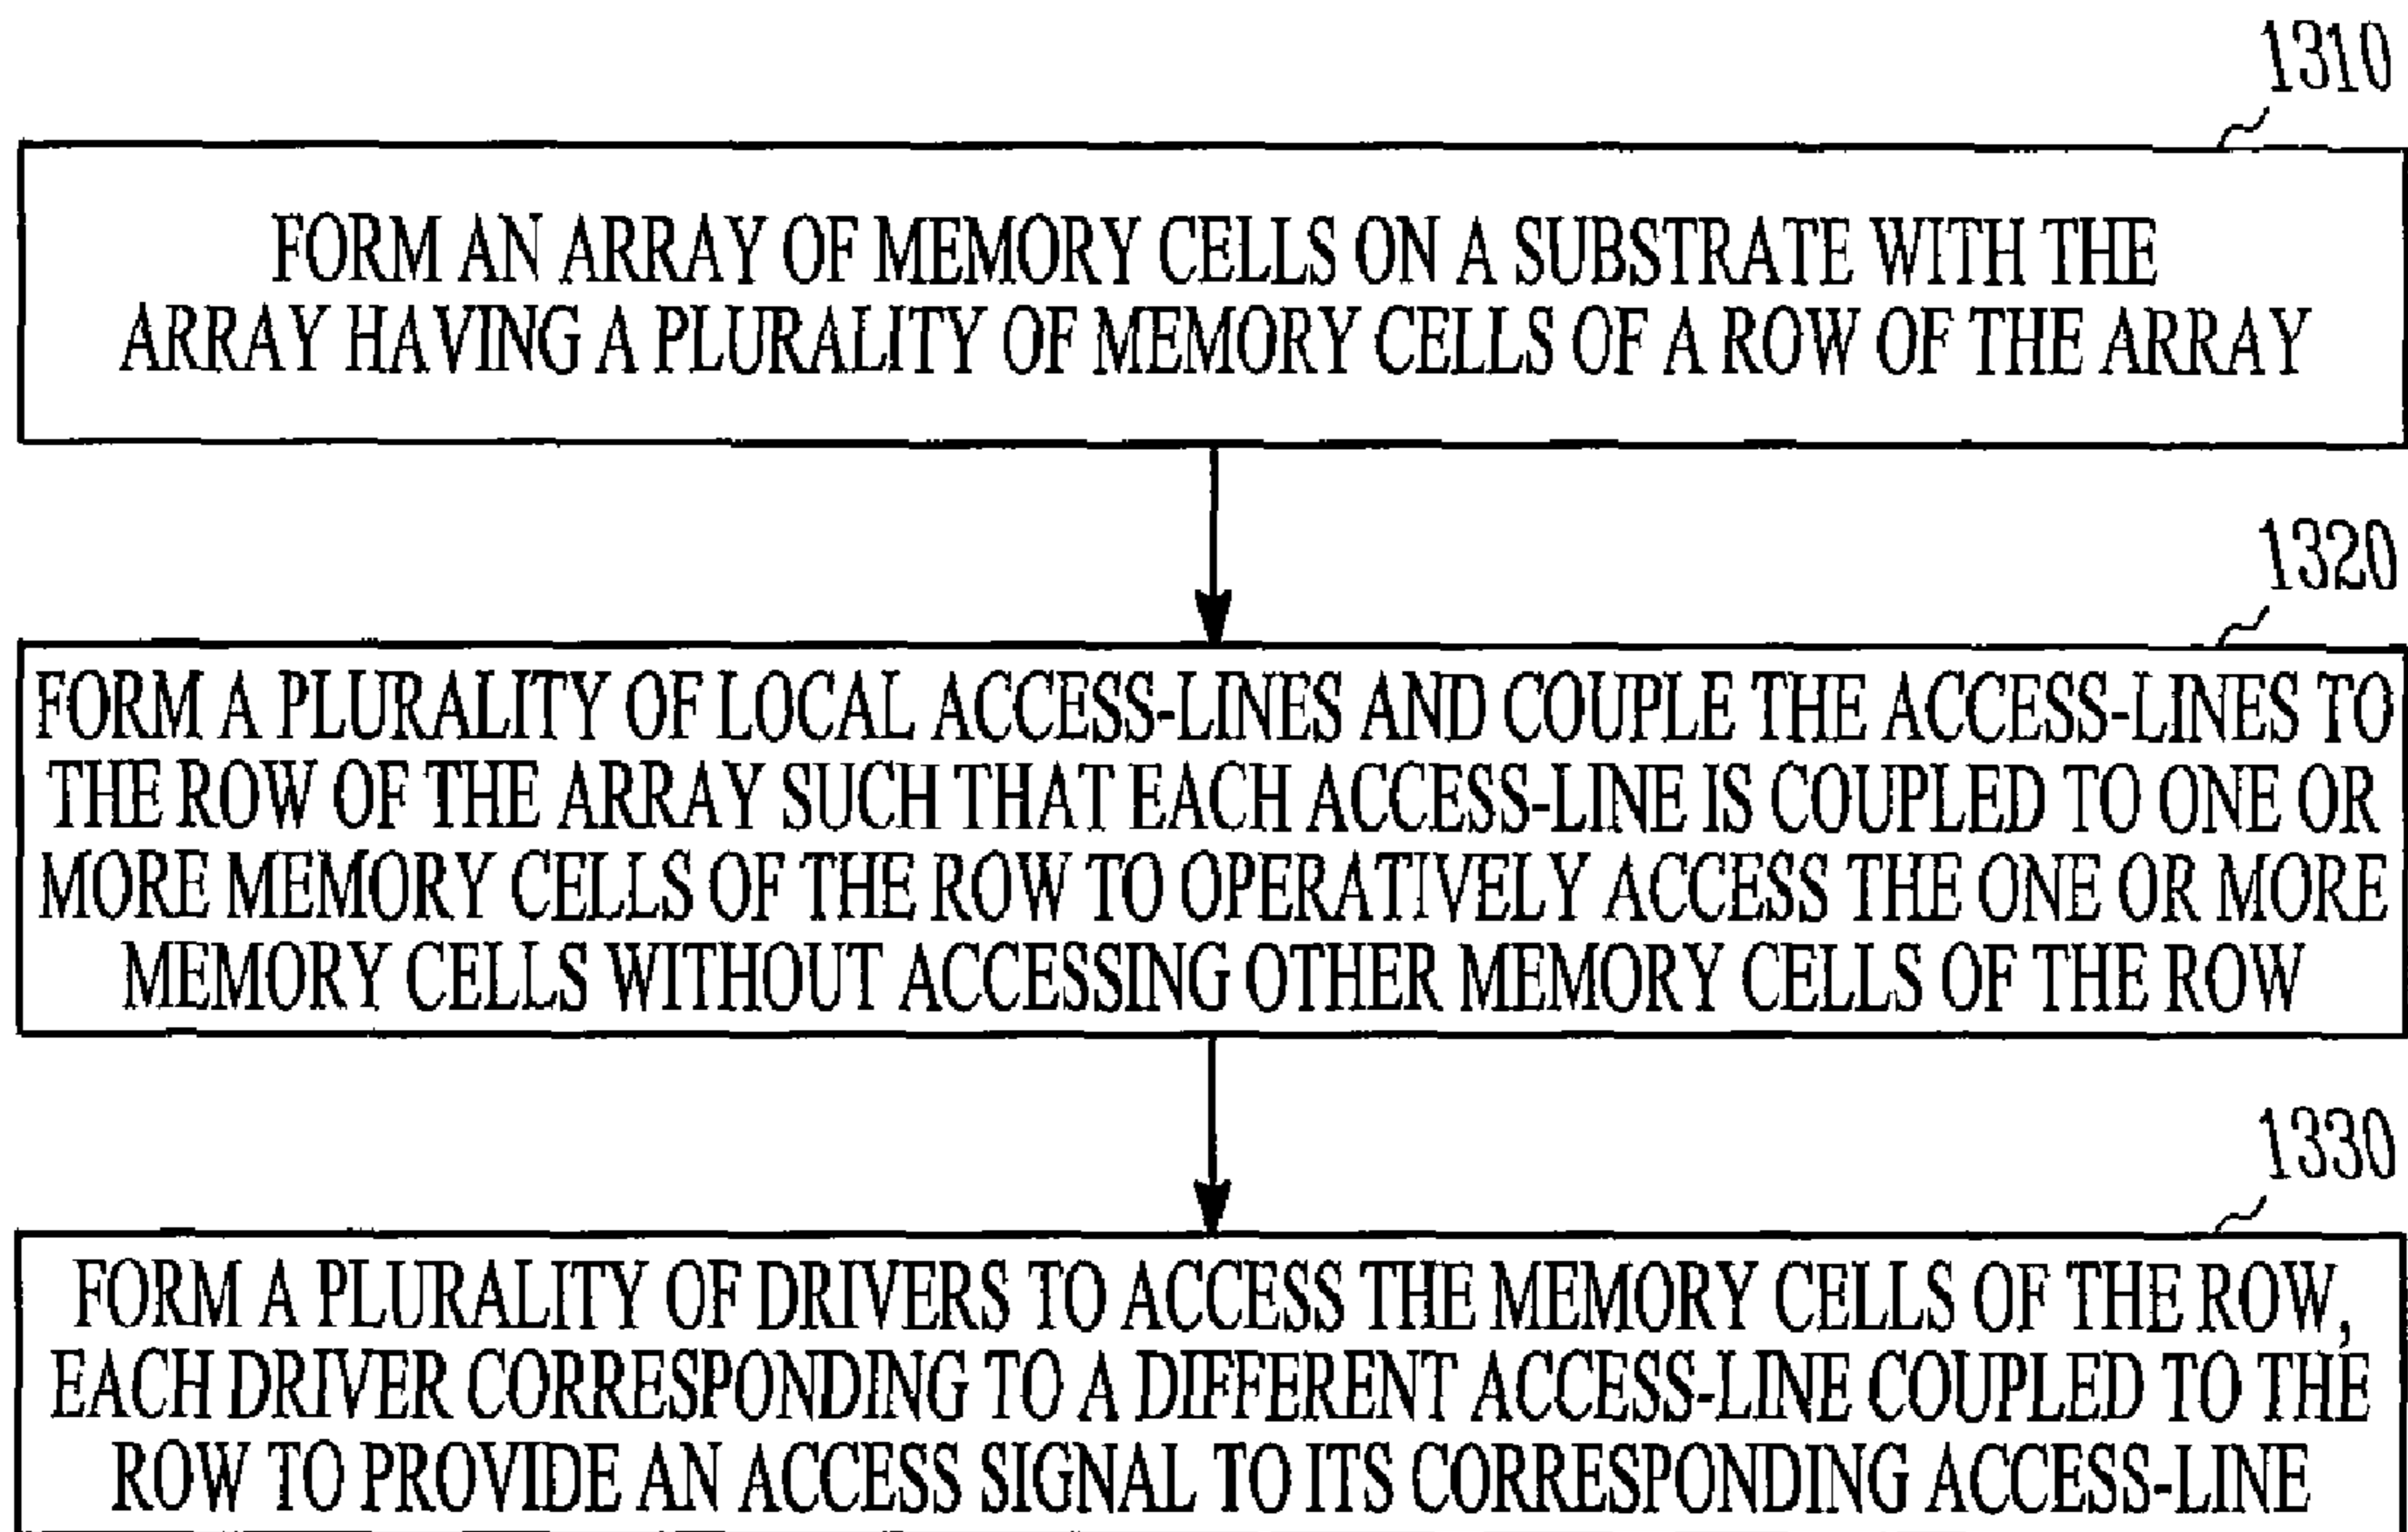 1310
FORM AN ARRAY OF MEMORY CELLS ON A SUBSTRATE WITH THE
ARRAY HAVING A PLURALITY OF MEMORY CELLS OF A ROW OF THE ARRAY
1320
FORM A PLURALITY OF LOCAL ACCESS-LINES AND COUPLE THE ACCESS-LINES TO
THE ROW OF THE ARRAY SUCH THAT EACH ACCESS-LINE IS COUPLED TO ONE OR
MORE MEMORY CELLS OF THE ROW TO OPERATIVELY ACCESS THE ONE OR MORE
MEMORY CELLS WITHOUT ACCESSING OTHER MEMORY CELLS OF THE ROW
1330
FORM A PLURALITY OF DRIVERS TO ACCESS THE MEMORY CELLS OF THE ROW,
EACH DRIVER CORRESPONDING TO A DIFFERENT ACCESS-LINE COUPLED TO THE
ROW TO PROVIDE AN ACCESS SIGNAL TO ITS CORRESPONDING ACCESS-LINE